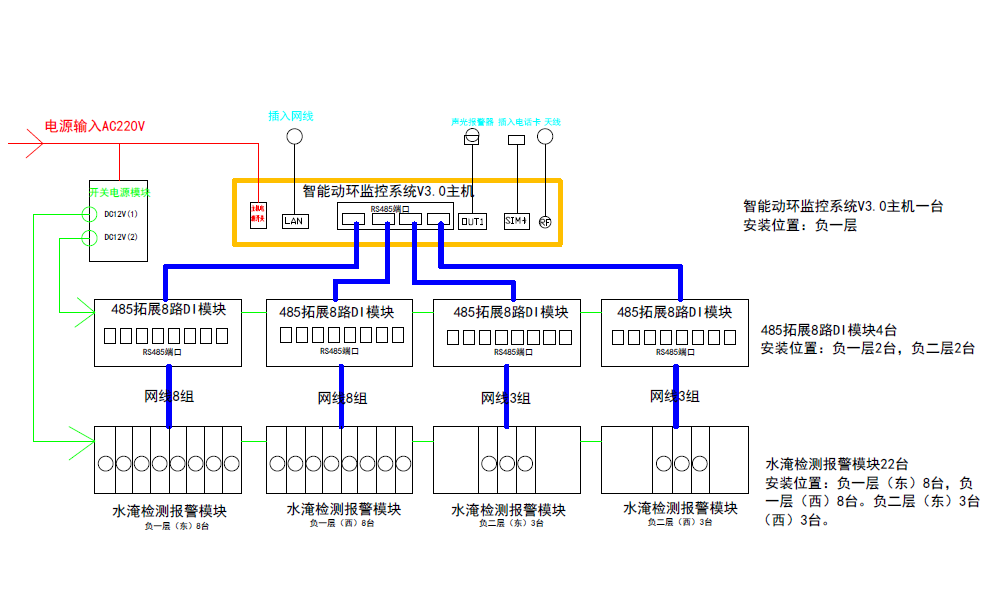 插入网线
声光报警器 插入电话卡 天线
电源输入AC220V
开关电源模块
DC12V(1)
DC12V(2)
智能动环监控系统V3.0主机
RS485端口
LAN
OUT1
SIM卡
RF
智能动环监控系统V3.0主机一台
安装位置：负一层
485拓展8路DI模块
RS485端口
485拓展8路DI模块
RS485端口
485拓展8路DI模块
RS485端口
485拓展8路DI模块
RS485端口
485拓展8路DI模块4台
安装位置：负一层2台，负二层2台
网线8组
网线8组
网线3组
网线3组
水淹检测报警模块
负一层（东）8台
水淹检测报警模块
负一层（西）8台
水淹检测报警模块
负二层（东）3台
水淹检测报警模块
负二层（西）3台
水淹检测报警模块22台
安装位置：负一层（东）8台，负
一层（西）8台。负二层（东）3台
（西）3台。